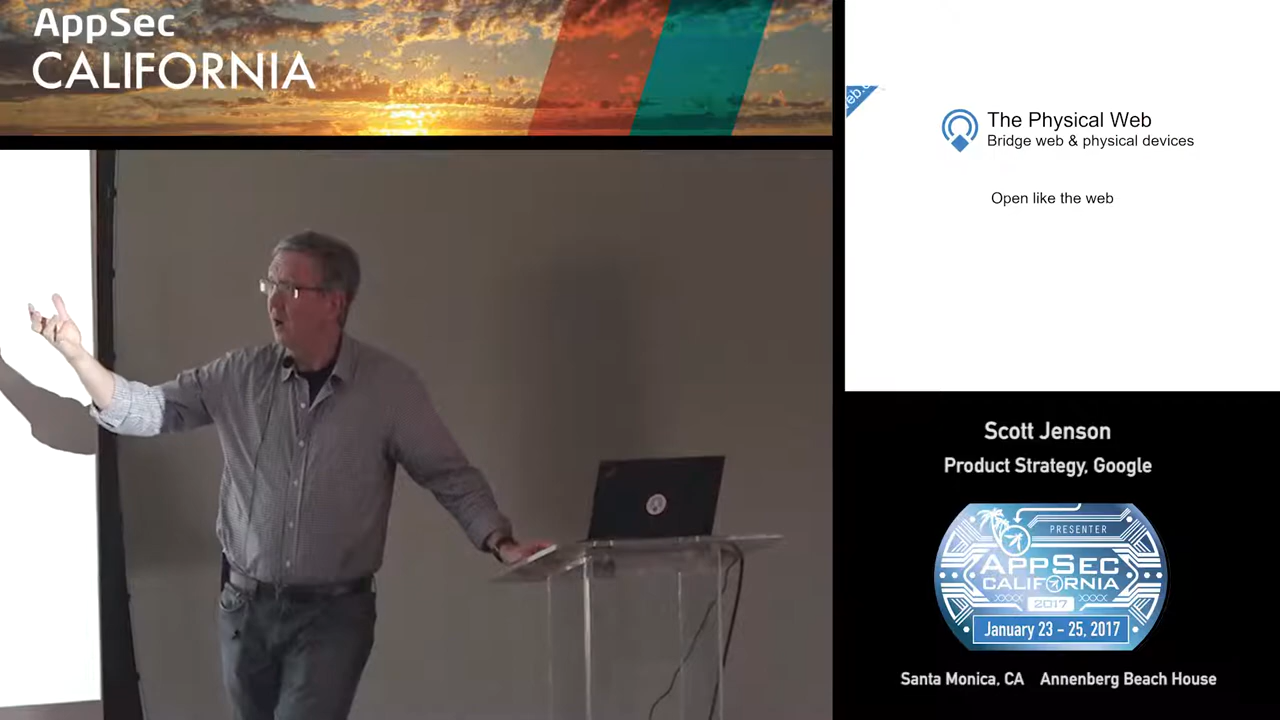 AppSec
CALIFORNIA
The Physical Web
Bridge web & physical devices
Open like the web
Scott Jenson
Product Strategy, Google
PRESENTER
APPSEC
CALIFORNIA
2017
January 23 - 25, 2017
Santa Monica, CA Annenberg Beach House